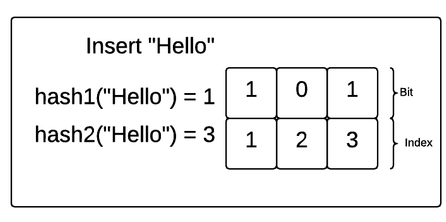 Insert "Hello"
hash1("Hello") = 1
hash2("Hello") = 3
1 0 1 Bit
1 2 3 Index